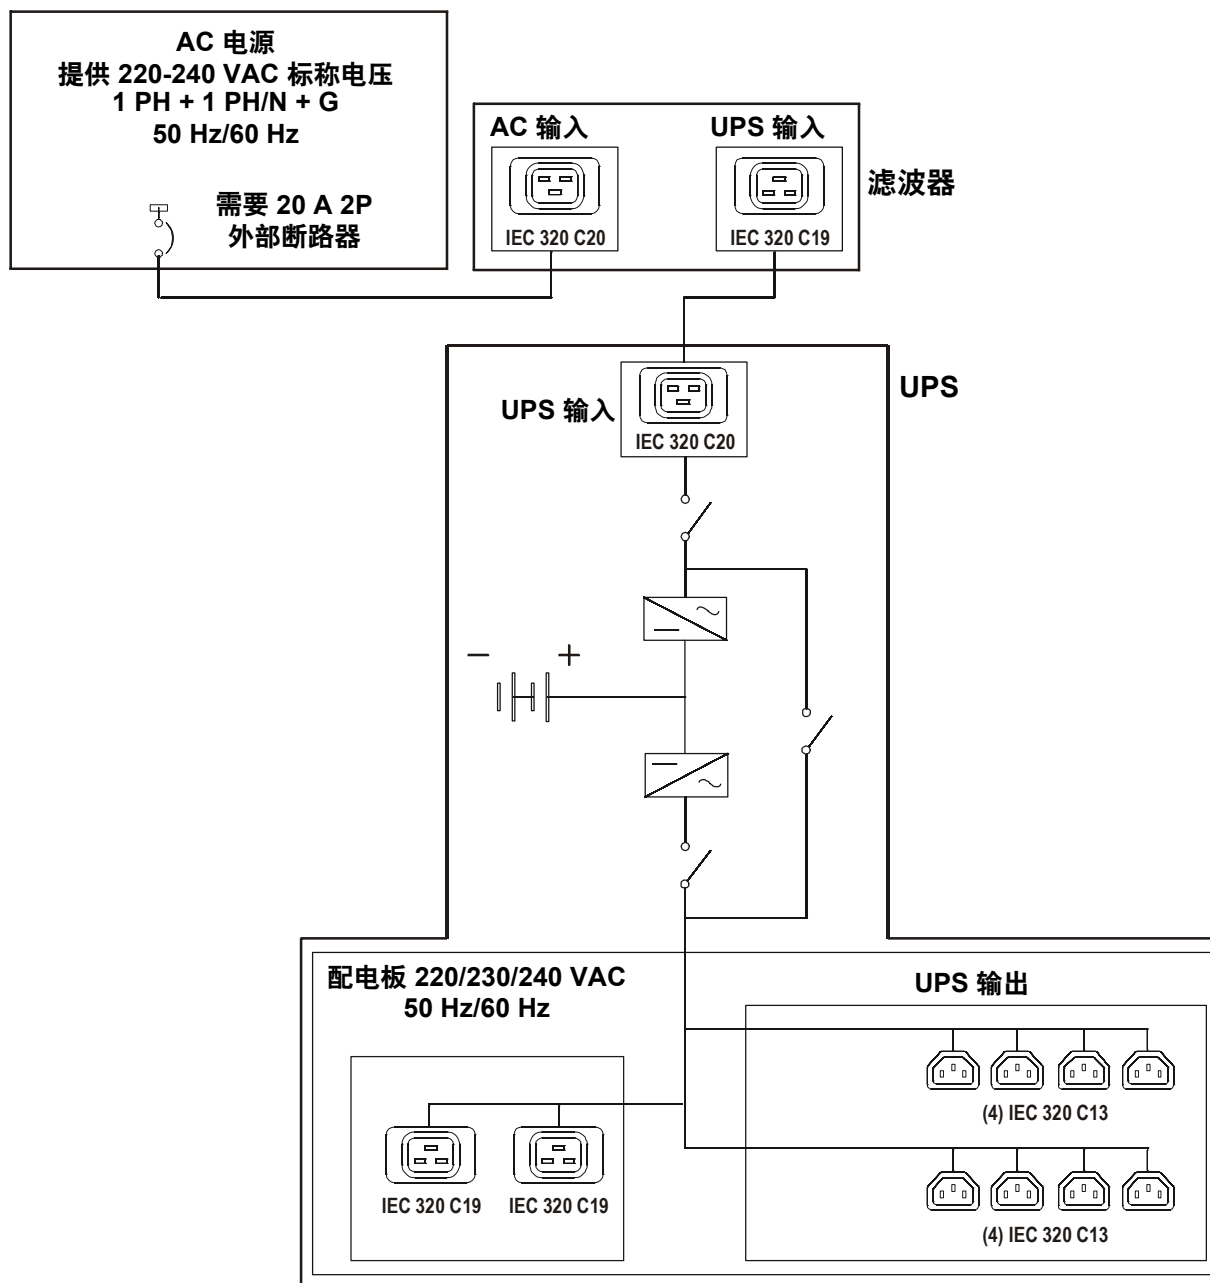 AC 电源
提供 220-240 VAC 标称电压
1 PH + 1 PH/N + G
50 Hz/60 Hz
需要 20 A 2P
外部断路器
AC 输入
UPS 输入
IEC 320 C20
IEC 320 C19
滤波器
UPS
UPS 输入
IEC 320 C20
- +
配电板 220/230/240 VAC
50 Hz/60 Hz
IEC 320 C19
IEC 320 C19
UPS 输出
(4) IEC 320 C13
(4) IEC 320 C13